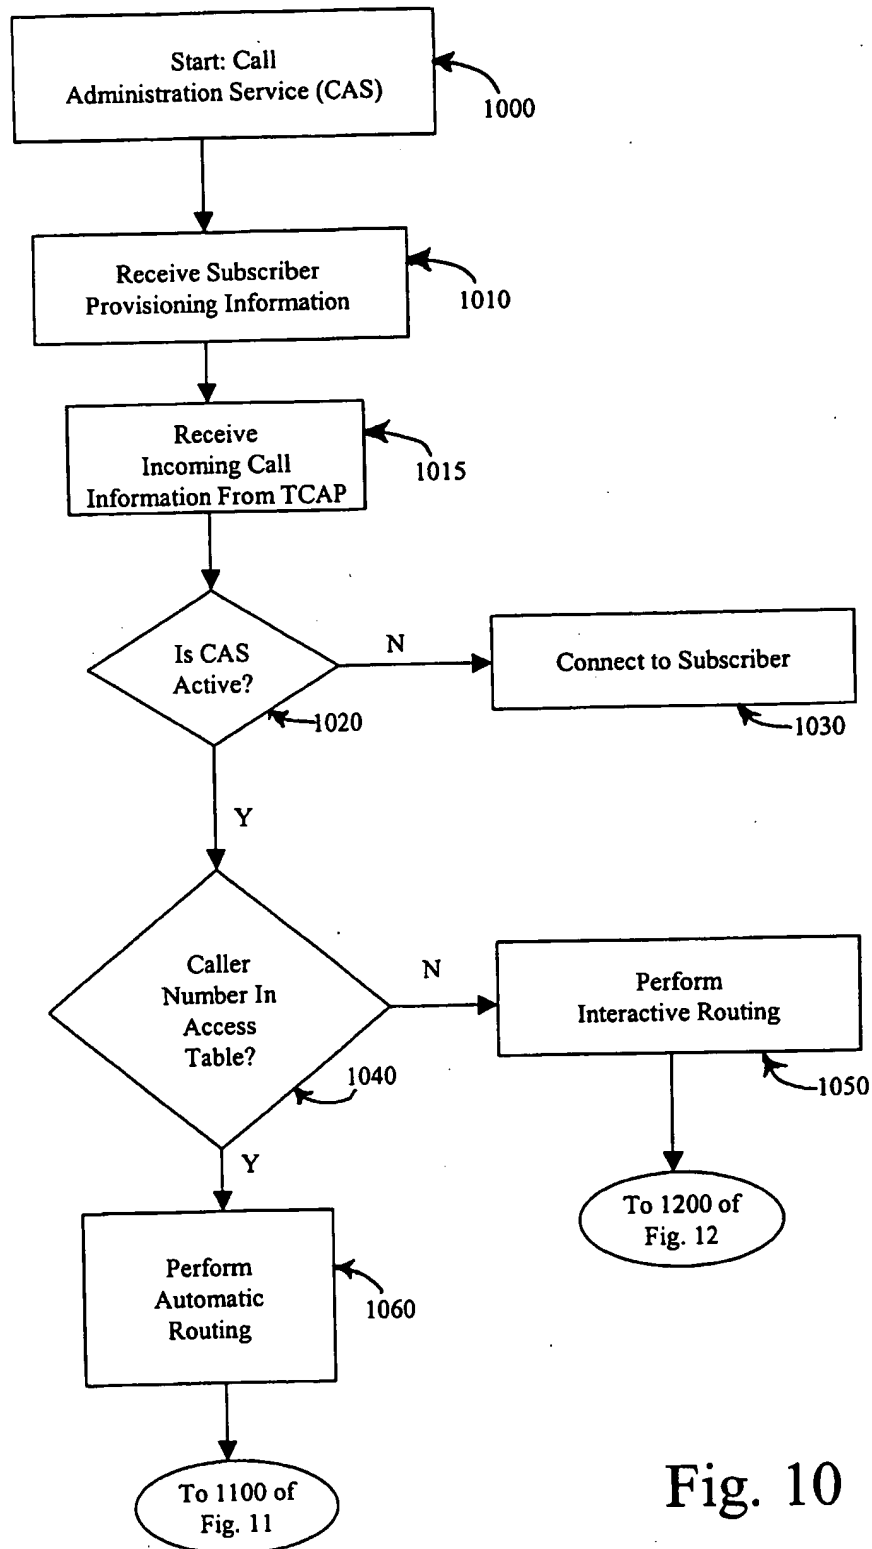 Start: Call
Administration Service (CAS)
1000
Receive Subscriber
Provisioning Information
1010
Receive
Incoming Call
Information From TCAP
1015
Is CAS
Active?
1020
N
Connect to Subscriber
1030
Y
Caller
Number In
Access
Table?
1040
N
Perform
Interactive Routing
1050
To 1200 of
Fig. 12
Y
Perform
Automatic
Routing
1060
To 1100 of
Fig. 11
Fig. 10